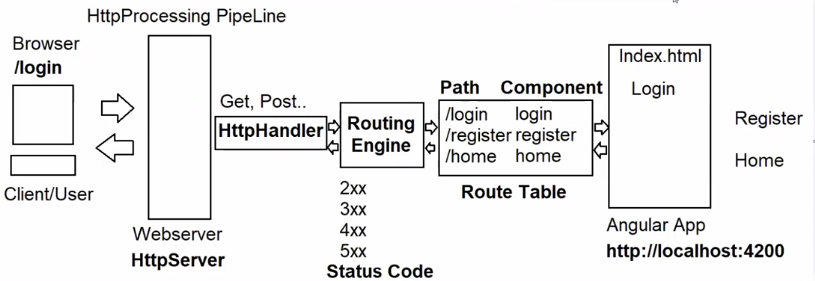 HttpProcessing PipeLine
Browser
/login
Client/User
Webserver
HttpServer
Get, Post..
HttpHandler
Routing
Engine
2xx
3xx
4xx
5xx
Status Code
Path Component
/login login
/register register
/home home
Route Table
Index.html
Login
Angular App
http://localhost:4200
Register
Home